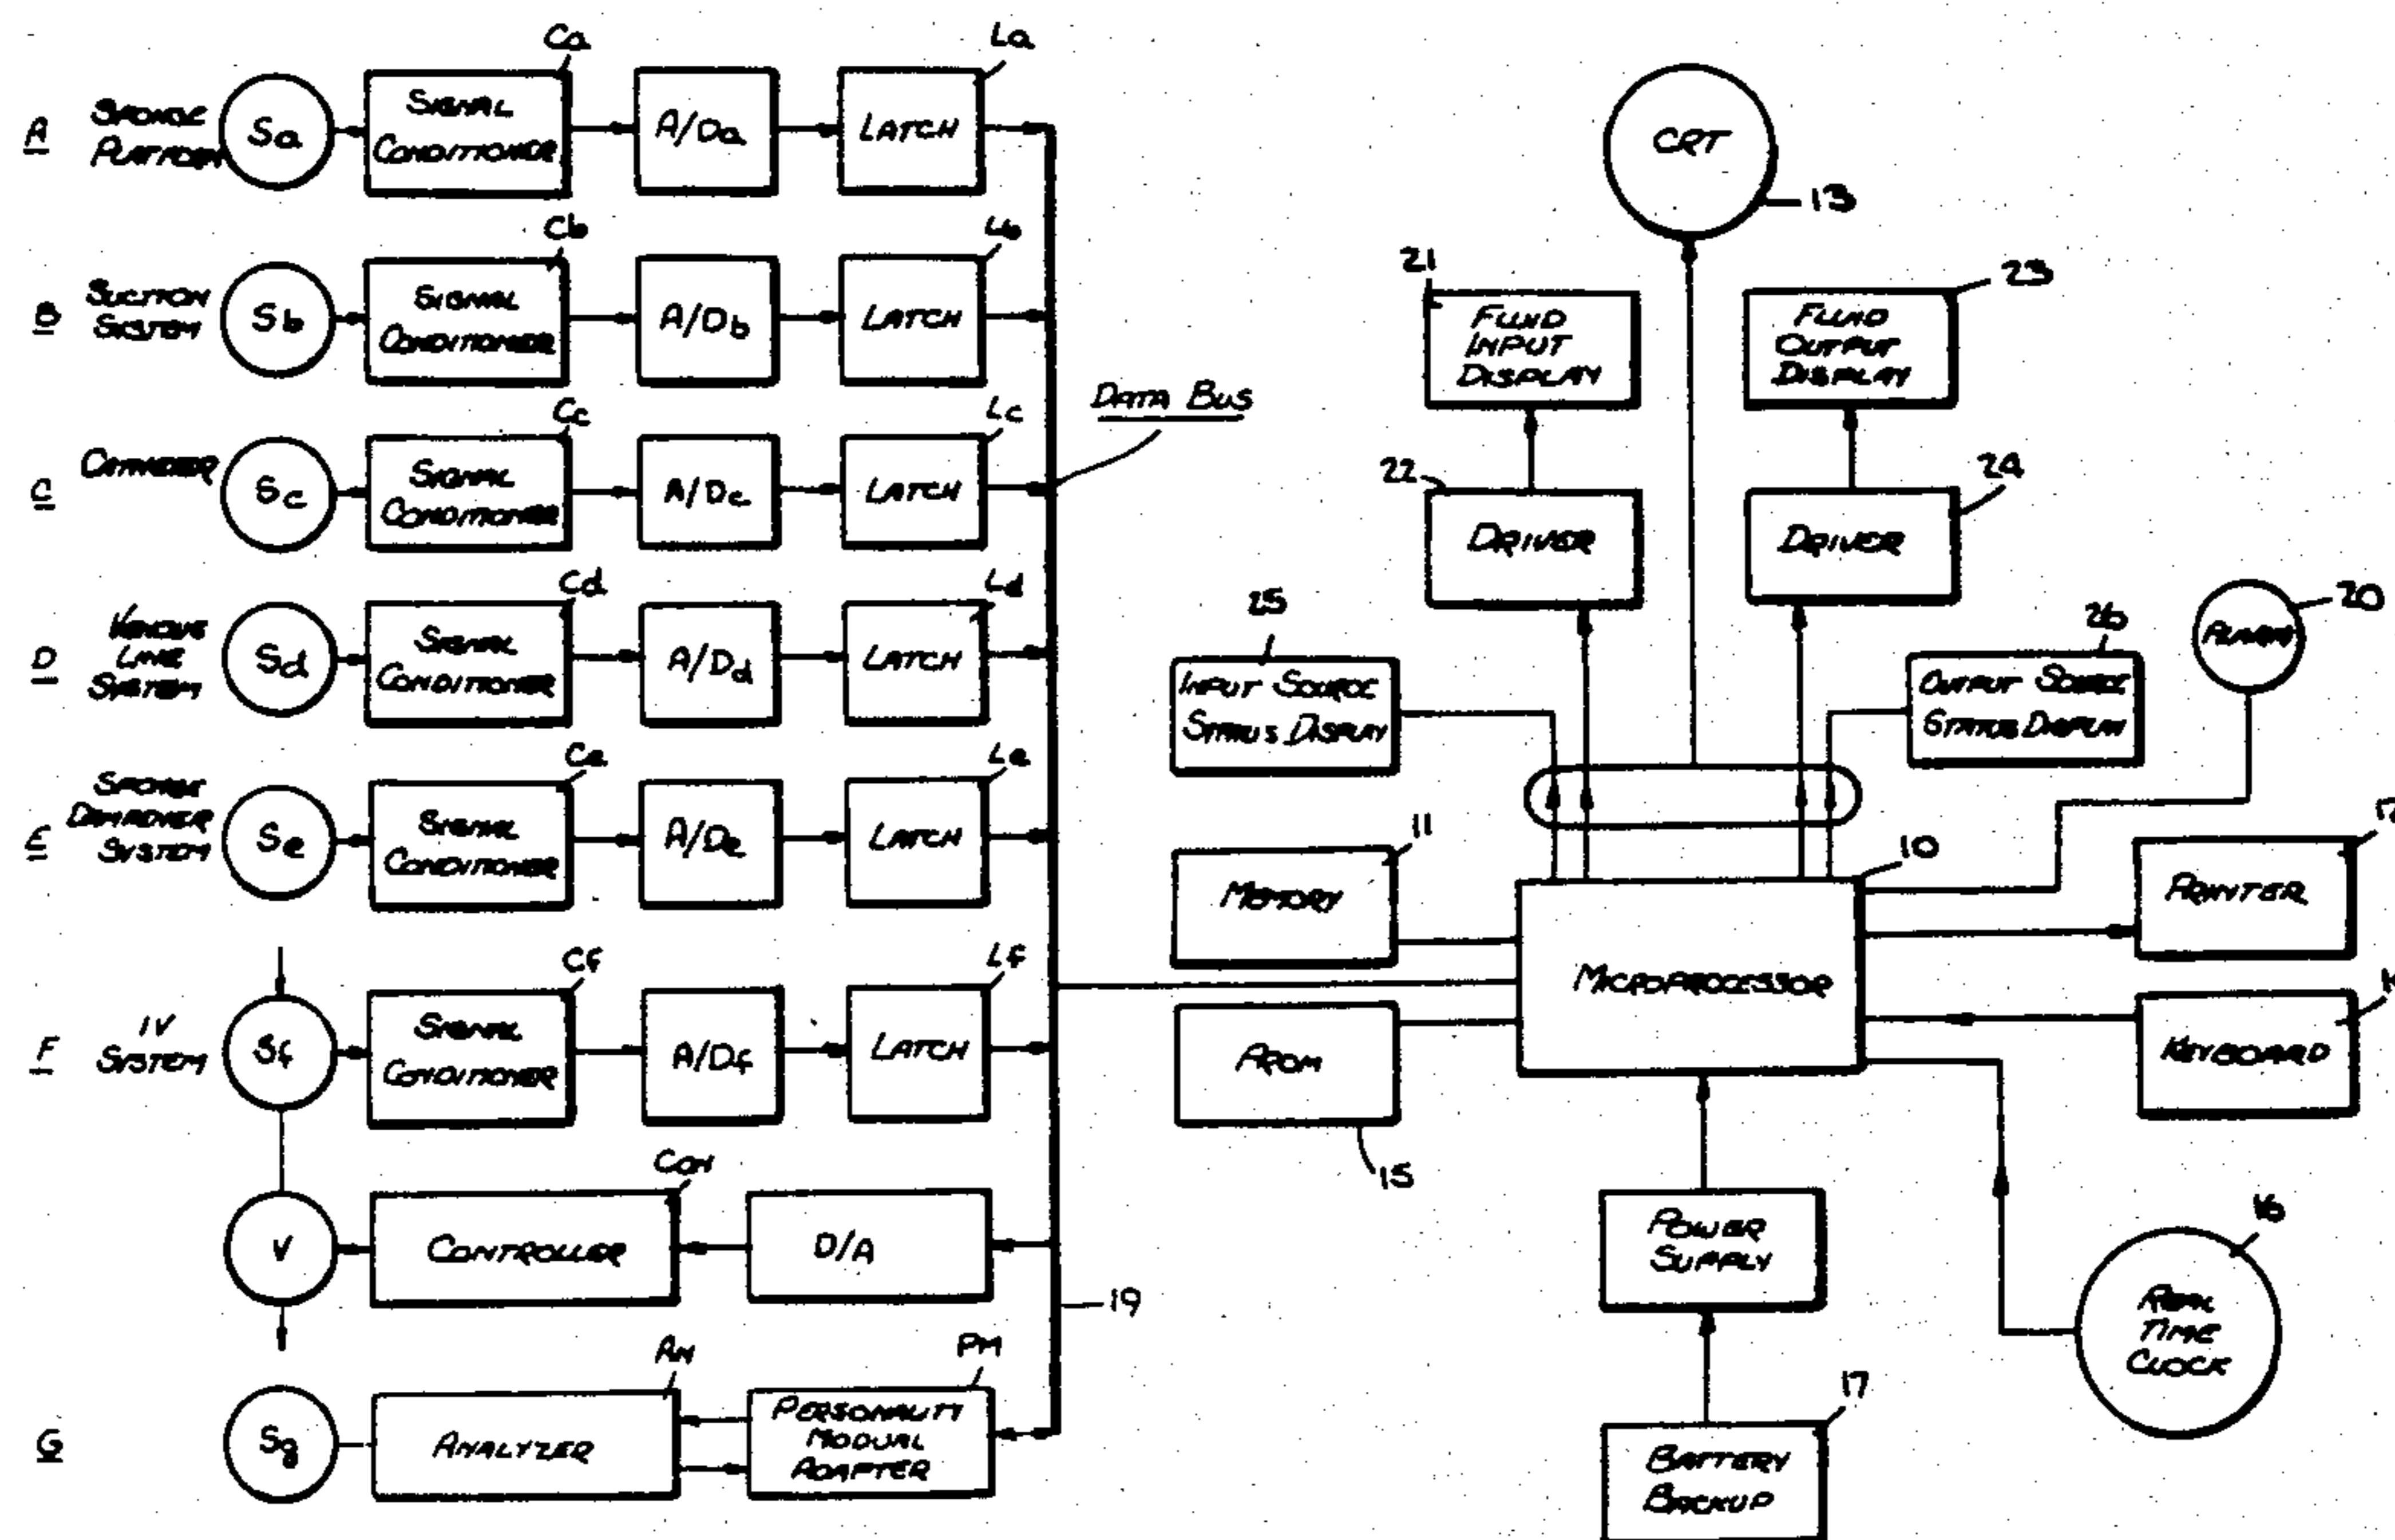 Ca
La
A
SPONGE
PLATFORM
Sa
SIGNAL
CONDITIONER
A/Da
LATCH
CRT
13
Cb
Lb
B
SUCTION
SYSTEM
Sb
SIGNAL
CONDITIONER
A/Db
LATCH
21
FLUID
INPUT
DISPLAY
23
FLUID
OUTPUT
DISPLAY
DATA BUS
Cc
Lc
C
CATHETER
Sc
SIGNAL
CONDITIONER
A/Dc
LATCH
22
DRIVER
24
DRIVER
Cd
Ld
D
VENOUS
LINE
SYSTEM
Sd
SIGNAL
CONDITIONER
A/Dd
LATCH
25
INPUT SOURCE
STATUS DISPLAY
26
OUTPUT SOURCE
STATUS DISPLAY
20
ALARM
Ce
Le
E
SPONGE
SYSTEM
Se
SIGNAL
CONDITIONER
A/De
LATCH
11
MEMORY
10
MICROPROCESSOR
PRINTER
Cf
Lf
F
IV
SYSTEM
Sf
SIGNAL
CONDITIONER
A/Df
LATCH
PROM
15
KEYBOARD
CON
V
CONTROLLER
D/A
19
POWER
SUPPLY
16
REAL
TIME
CLOCK
AN
PM
G
Sg
ANALYZER
PERSONALITY
MODUAL
ADAPTER
17
BATTERY
BACKUP